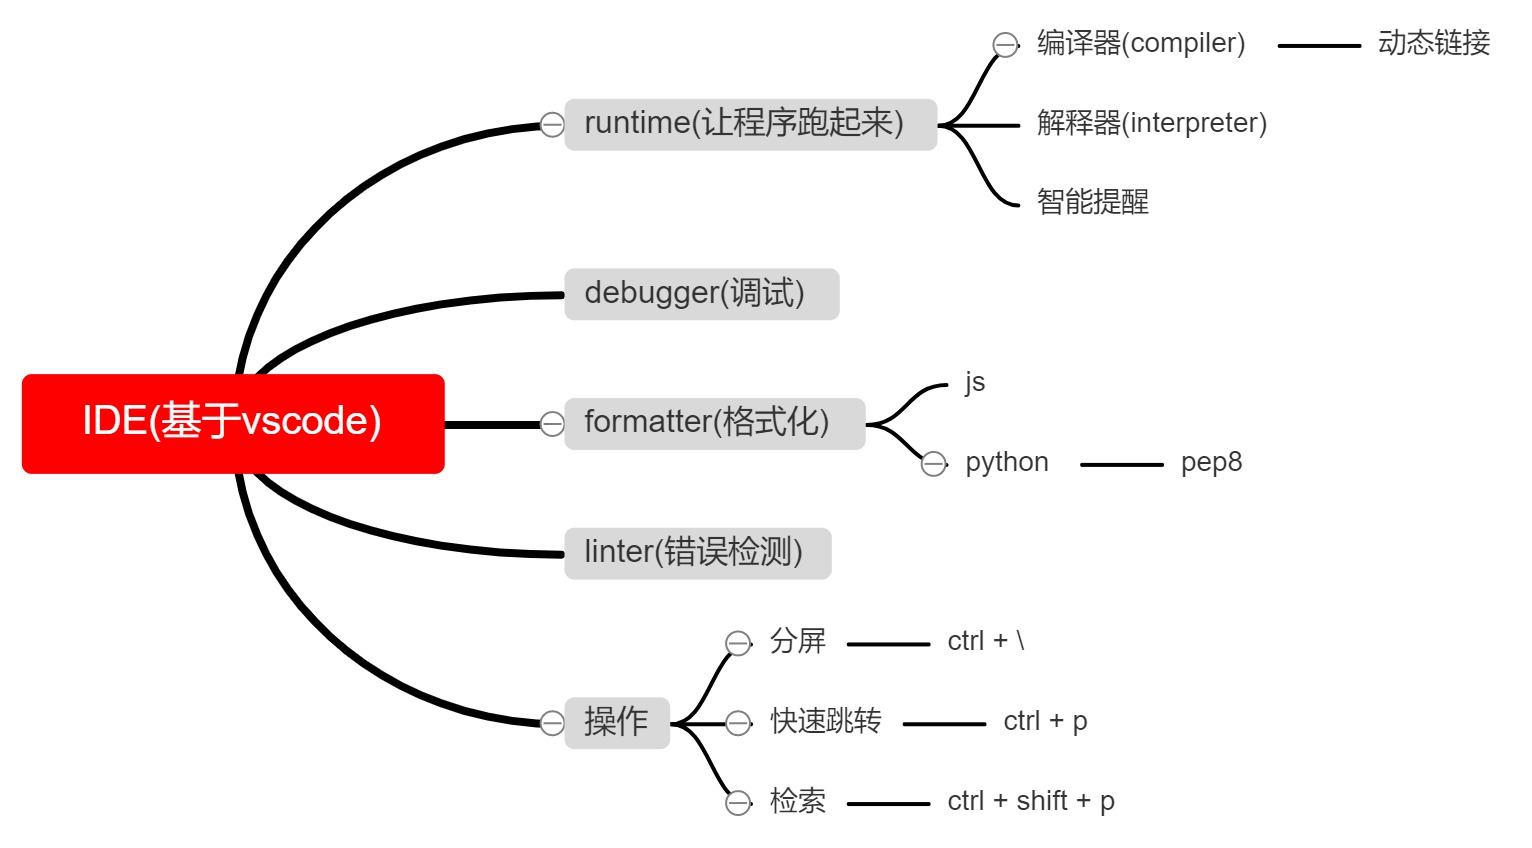 IDE(基于vscode)
runtime(让程序跑起来)
编译器(compiler)
动态链接
解释器(interpreter)
智能提醒
debugger(调试)
formatter(格式化)
js
python
pep8
linter(错误检测)
操作
分屏
ctrl + \
快速跳转
ctrl + p
检索
ctrl + shift + p